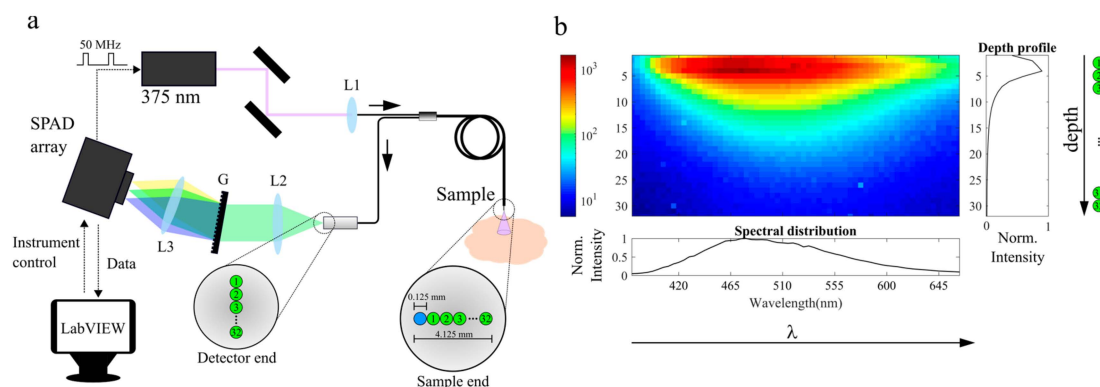 a
50 MHz
375 nm
L1
SPAD
array
G
L2
L3
Sample
Instrument
control
Data
LabVIEW
1
2
3
32
Detector end
0.125 mm
1
2
3
32
4.125 mm
Sample end
b
10³
10²
10¹
5
10
15
20
25
30
Depth profile
5
10
15
20
25
30
0
1
Norm.
Intensity
depth
...
Spectral distribution
Norm.
Intensity
1
0.5
0
420
465
510
555
600
645
Wavelength(nm)
λ